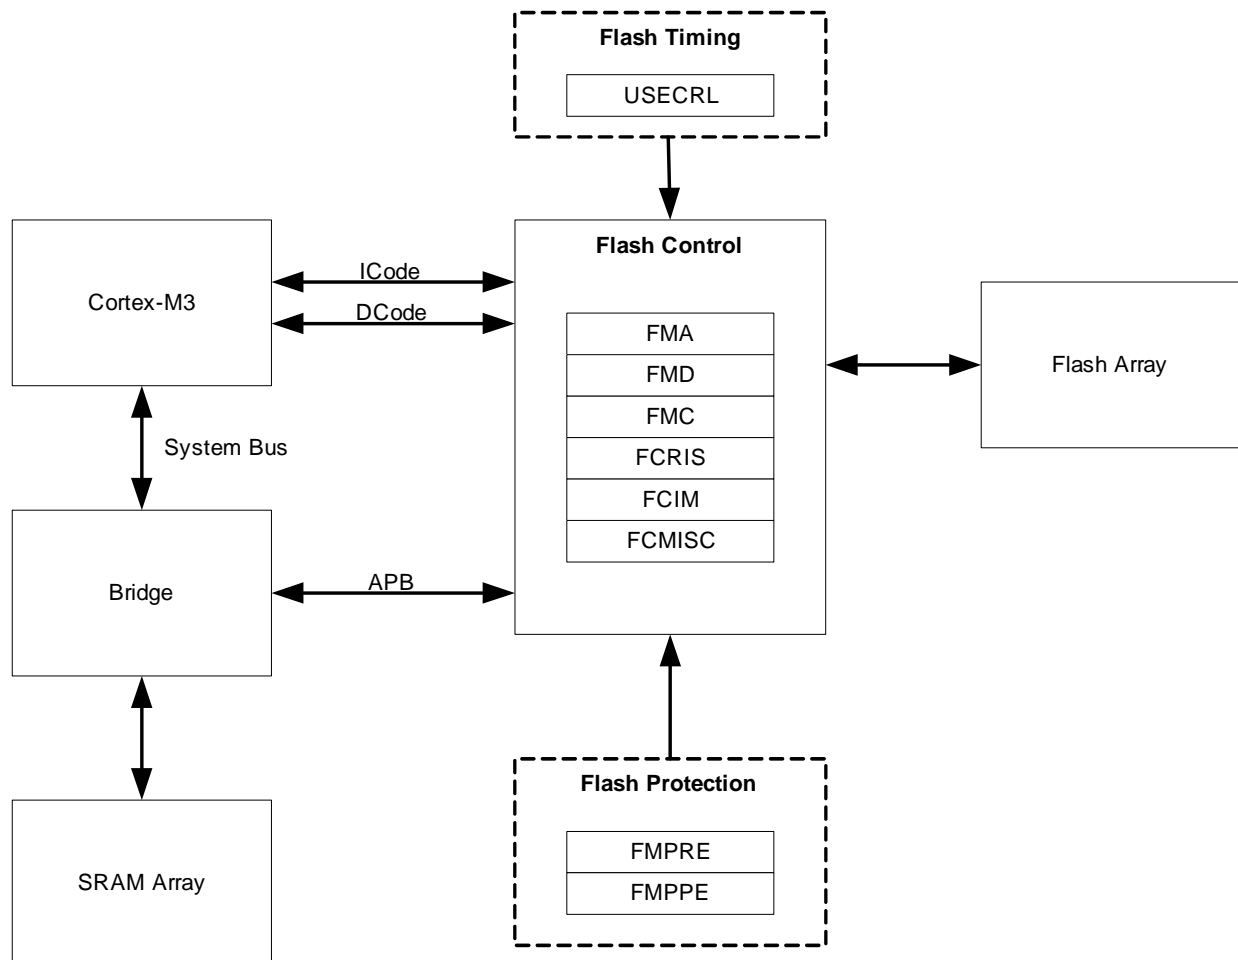 Flash Timing
USECRL
Cortex-M3
ICode
DCode
Flash Control
FMA
FMD
FMC
FCRIS
FCIM
FCMISC
Flash Array
System Bus
Bridge
APB
SRAM Array
Flash Protection
FMPRE
FMPPE